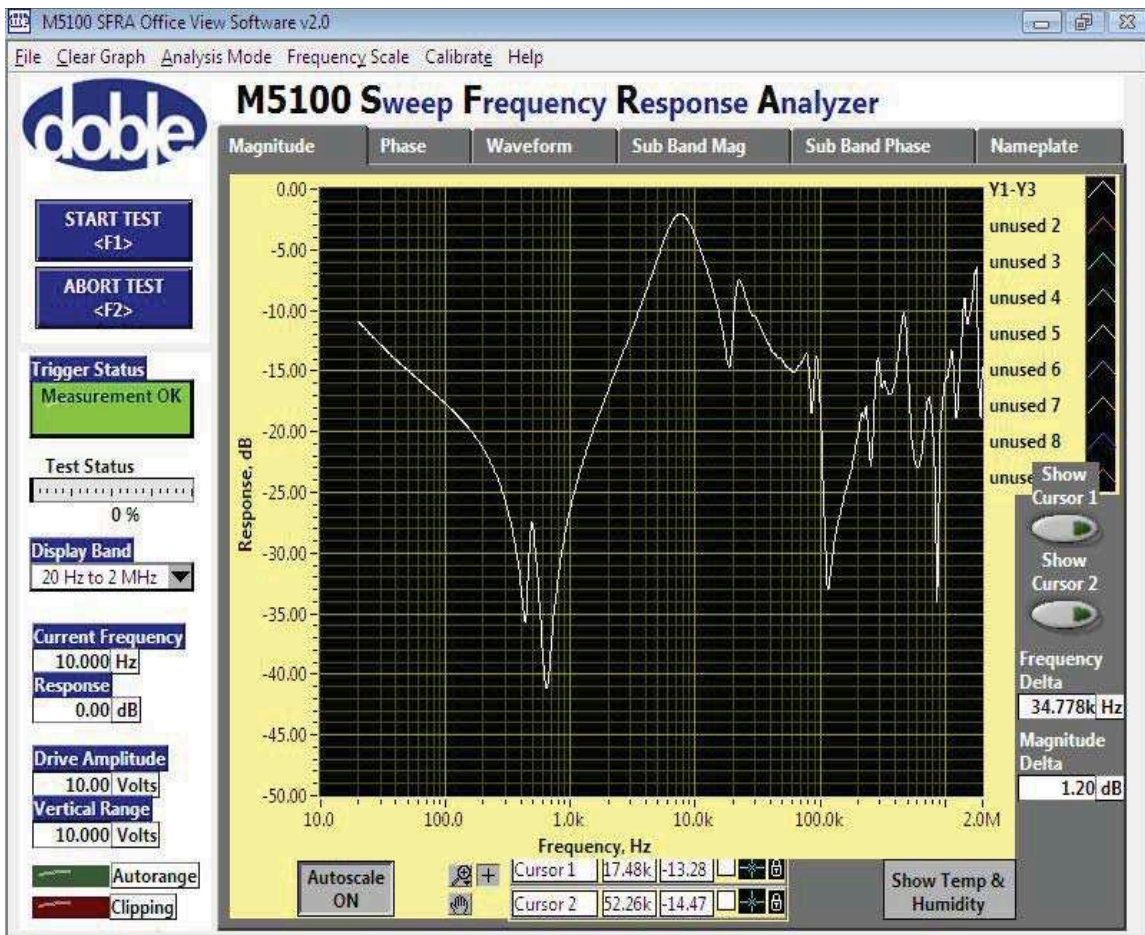 M5100 SFRA Office View Software v2.0
File Clear Graph Analysis Mode Frequency Scale Calibrate Help
doble
M5100 Sweep Frequency Response Analyzer
Magnitude Phase Waveform Sub Band Mag Sub Band Phase Nameplate
START TEST
<F1>
ABORT TEST
<F2>
Trigger Status
Measurement OK
Test Status
0 %
Display Band
20 Hz to 2 MHz
Current Frequency
10.000 Hz
Response
0.00 dB
Drive Amplitude
10.00 Volts
Vertical Range
10.000 Volts
Autorange
Clipping
Response, dB
0.00
-5.00
-10.00
-15.00
-20.00
-25.00
-30.00
-35.00
-40.00
-45.00
-50.00
10.0 100.0 1.0k 10.0k 100.0k 2.0M
Frequency, Hz
Y1-Y3
unused 2
unused 3
unused 4
unused 5
unused 6
unused 7
unused 8
Show
Cursor 1
Show
Cursor 2
Frequency
Delta
34.778k Hz
Magnitude
Delta
1.20 dB
Autoscale
ON
Cursor 1 17.48k -13.28
Cursor 2 52.26k -14.47
Show Temp &
Humidity